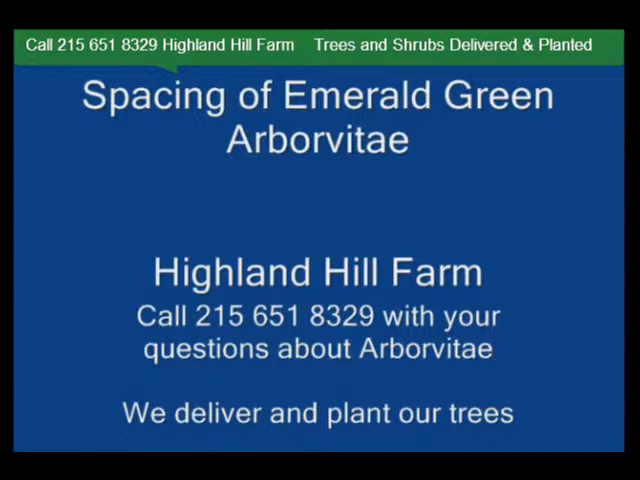 Call 215 651 8329 Highland Hill Farm    Trees and Shrubs Delivered & Planted
Spacing of Emerald Green
Arborvitae
Highland Hill Farm
Call 215 651 8329 with your
questions about Arborvitae
We deliver and plant our trees